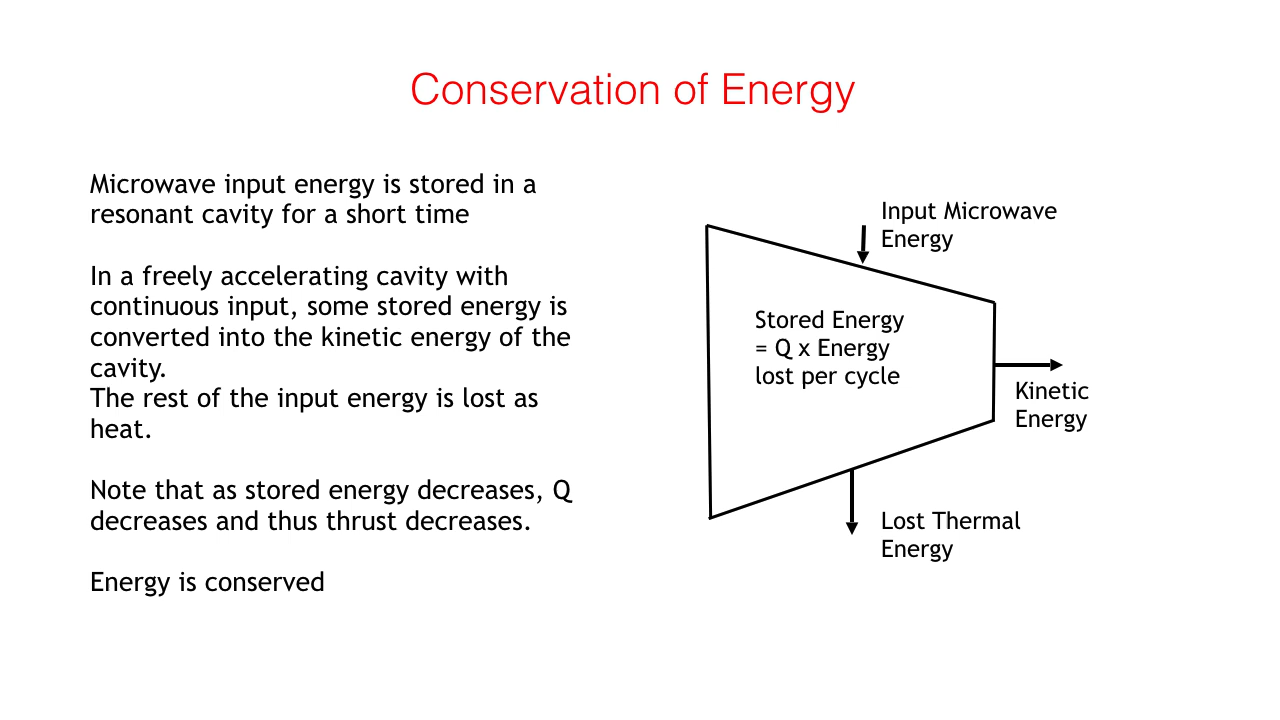 Conservation of Energy
Microwave input energy is stored in a
resonant cavity for a short time
In a freely accelerating cavity with
continuous input, some stored energy is
converted into the kinetic energy of the
cavity.
The rest of the input energy is lost as
heat.
Note that as stored energy decreases, Q
decreases and thus thrust decreases.
Energy is conserved
Input Microwave
Energy
Stored Energy
= Q x Energy
lost per cycle
Kinetic
Energy
Lost Thermal
Energy